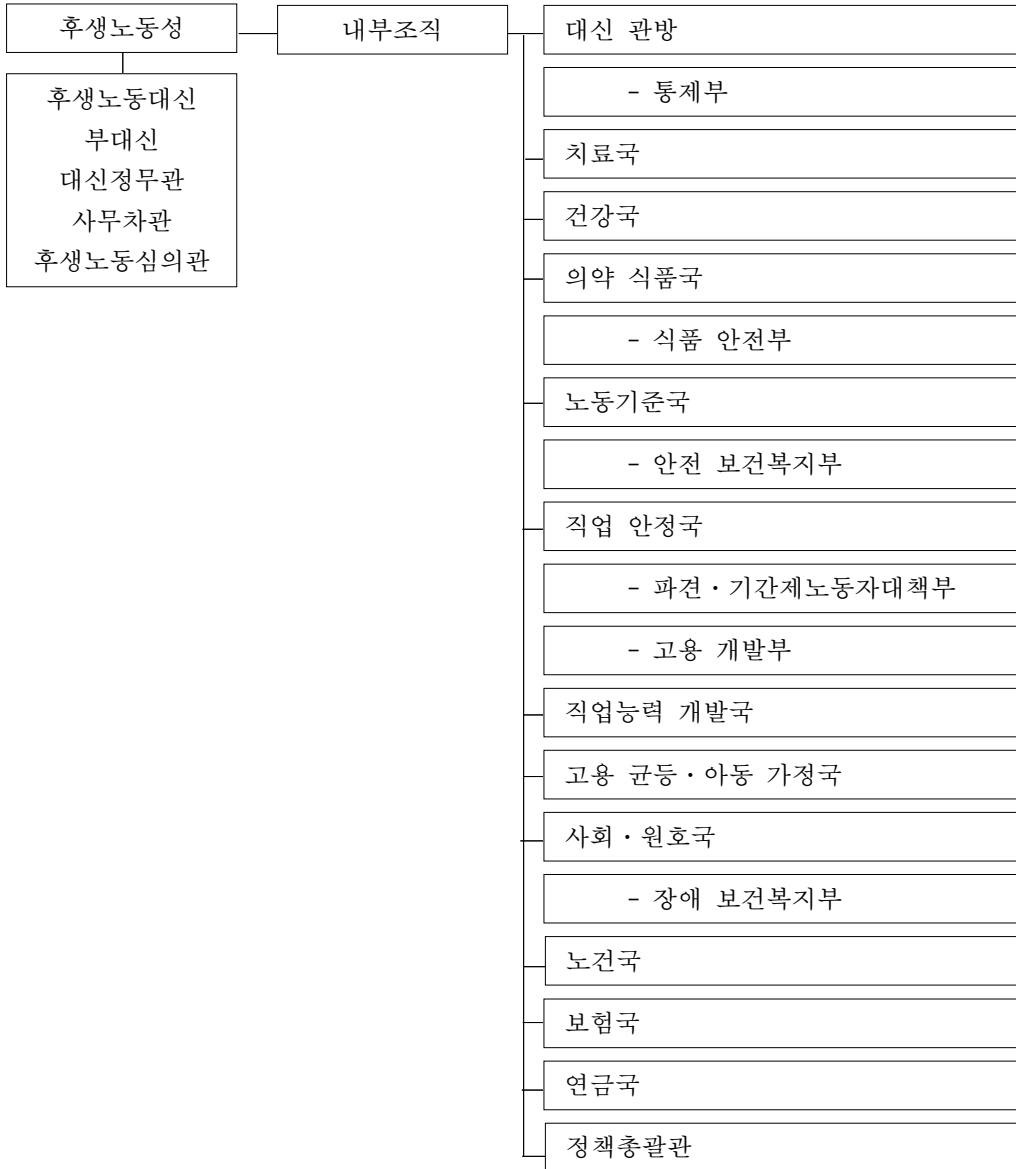 후생노동성
내부조직
대신 관방
후생노동대신
부대신
대신정무관
사무차관
후생노동심의관
- 통제부
치료국
건강국
의약 식품국
- 식품 안전부
노동기준국
- 안전 보건복지부
직업 안정국
- 파견·기간제노동자대책부
- 고용 개발부
직업능력 개발국
고용 균등·아동 가정국
사회·원호국
- 장애 보건복지부
노건국
보험국
연금국
정책총괄관